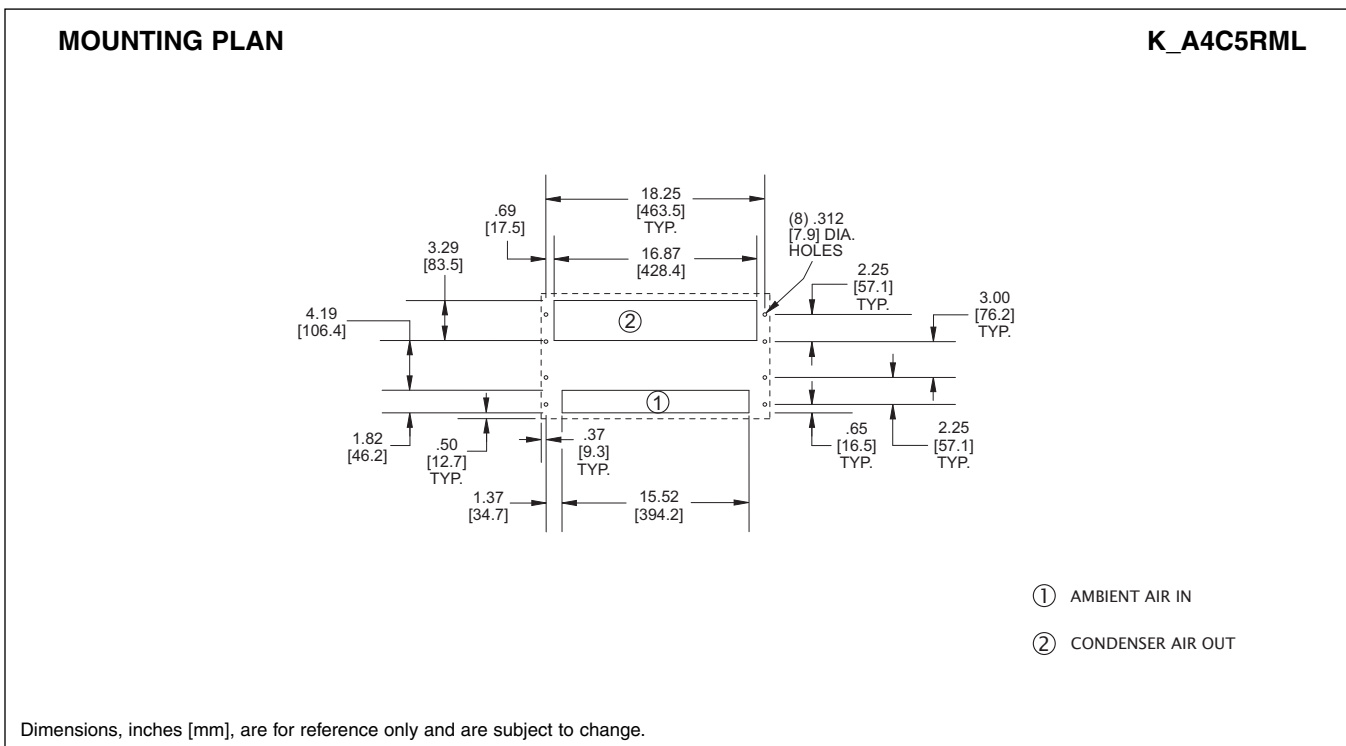 MOUNTING PLAN
K_A4C5RML
18.25
[463.5]
TYP.
.69
[17.5]
(8) .312
[7.9] DIA.
HOLES
3.29
[83.5]
16.87
[428.4]
2.25
[57.1]
TYP.
3.00
[76.2]
TYP.
4.19
[106.4]
2
1
1.82
[46.2]
.50
[12.7]
TYP.
.37
[9.3]
TYP.
.65
[16.5]
TYP.
2.25
[57.1]
TYP.
1.37
[34.7]
15.52
[394.2]
1 AMBIENT AIR IN
2 CONDENSER AIR OUT
Dimensions, inches [mm], are for reference only and are subject to change.